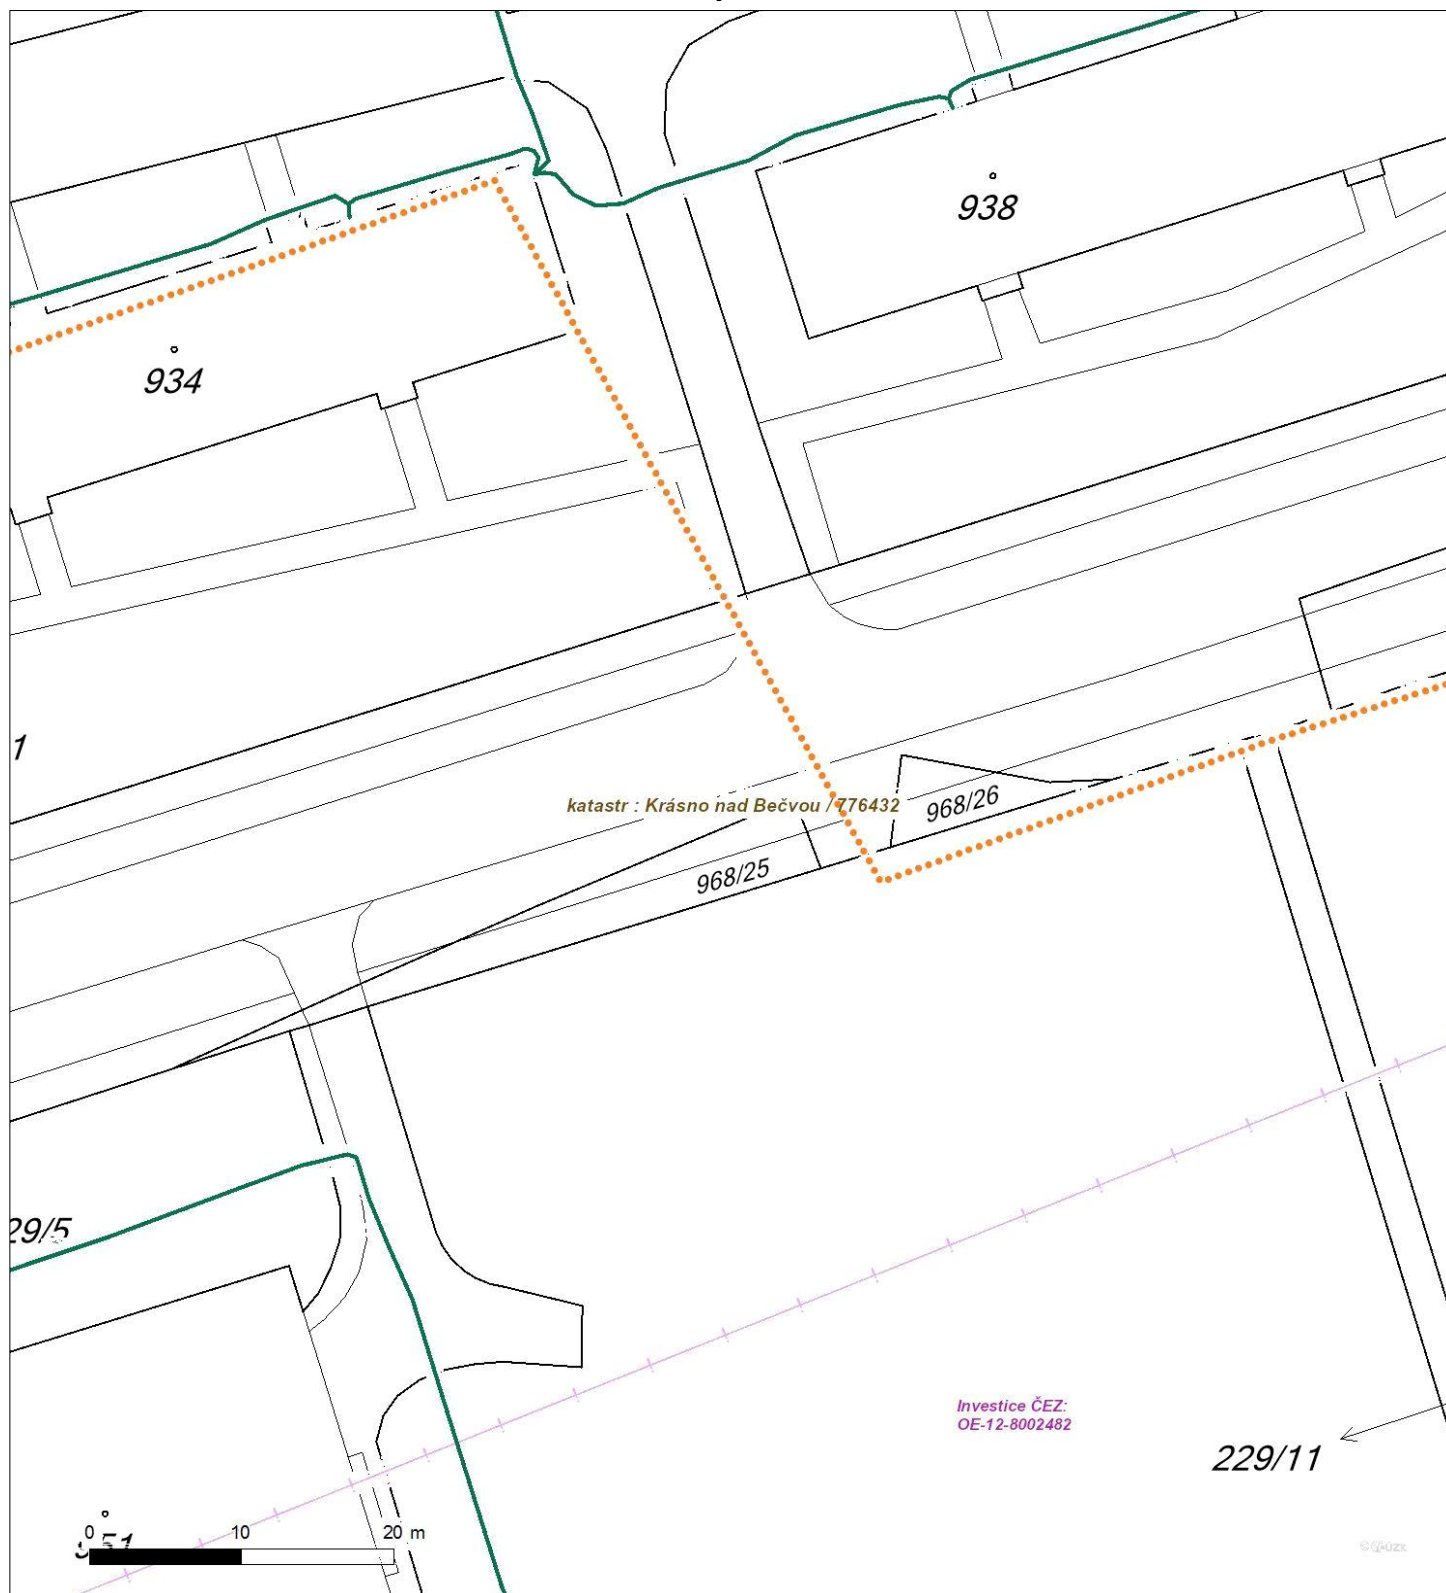 938
934
1
katastr : Krásno nad Bečvou / 776432
968/26
968/25
29/5
Investice ČEZ:
OE-12-8002482
229/11
0 10 20 m